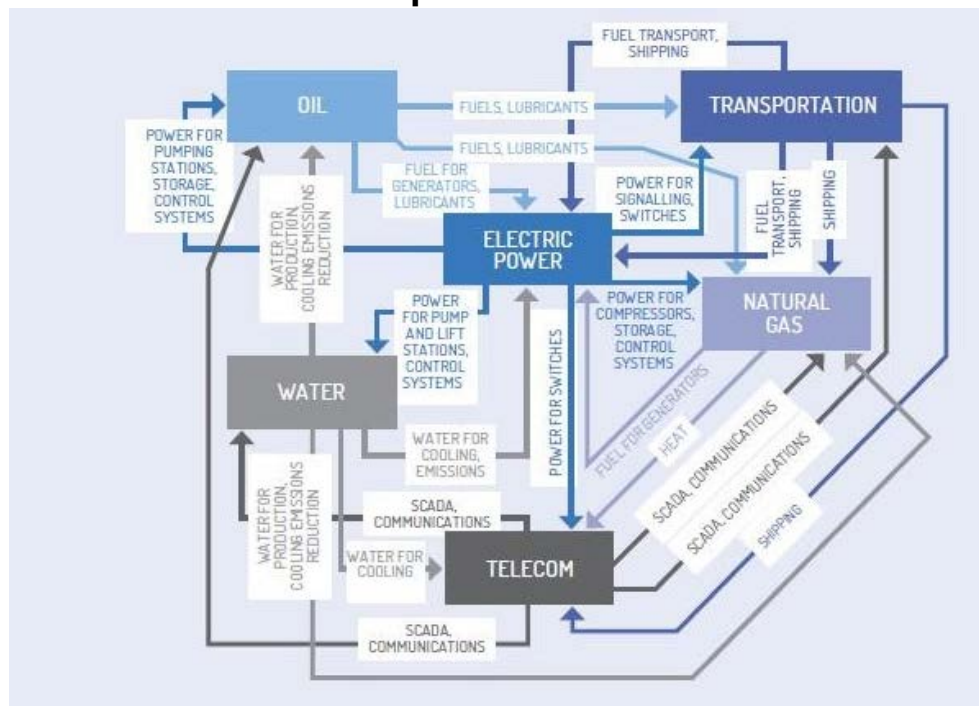 FUEL TRANSPORT,
SHIPPING
OIL
FUELS, LUBRICANTS
TRANSPORTATION
POWER FOR
PUMPING
STATIONS,
STORAGE,
CONTROL
SYSTEMS
FUELS, LUBRICANTS
FUEL FOR
GENERATORS,
LUBRICANTS
POWER FOR
SIGNALLING,
SWITCHES
FUEL
TRANSPORT,
SHIPPING
SHIPPING
WATER FOR
PRODUCTION,
COOLING EMISSIONS
REDUCTION
ELECTRIC
POWER
NATURAL
GAS
POWER
FOR PUMP
AND LIFT
STATIONS,
CONTROL
SYSTEMS
POWER FOR
COMPRESSORS,
STORAGE,
CONTROL
SYSTEMS
WATER
POWER FOR SWITCHES
FUEL FOR GENERATORS
HEAT
WATER FOR
COOLING,
EMISSIONS
SCADA, COMMUNICATIONS
SCADA, COMMUNICATIONS
SHIPPING
WATER FOR
PRODUCTION,
COOLING EMISSIONS
REDUCTION
SCADA,
COMMUNICATIONS
WATER FOR
COOLING
TELECOM
SCADA,
COMMUNICATIONS